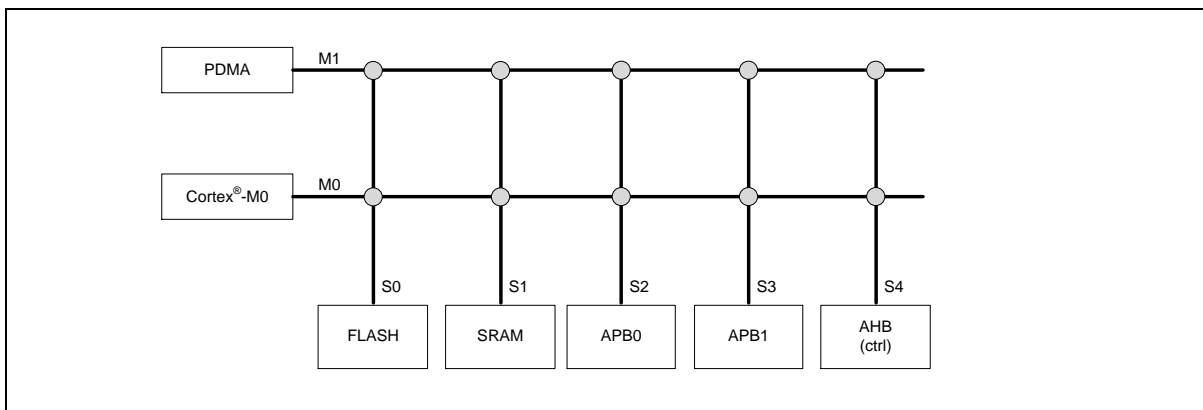 PDMA
M1
Cortex®-M0
M0
S0
S1
S2
S3
S4
FLASH
SRAM
APB0
APB1
AHB
(ctrl)